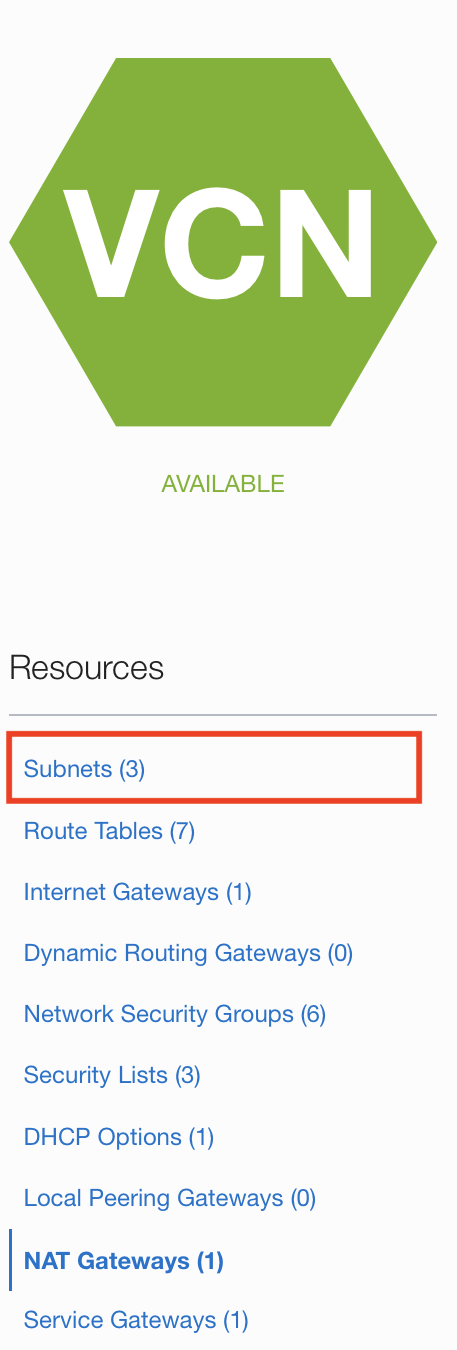 VCN
AVAILABLE
Resources
Subnets (3)
Route Tables (7)
Internet Gateways (1)
Dynamic Routing Gateways (0)
Network Security Groups (6)
Security Lists (3)
DHCP Options (1)
Local Peering Gateways (0)
NAT Gateways (1)
Service Gateways (1)